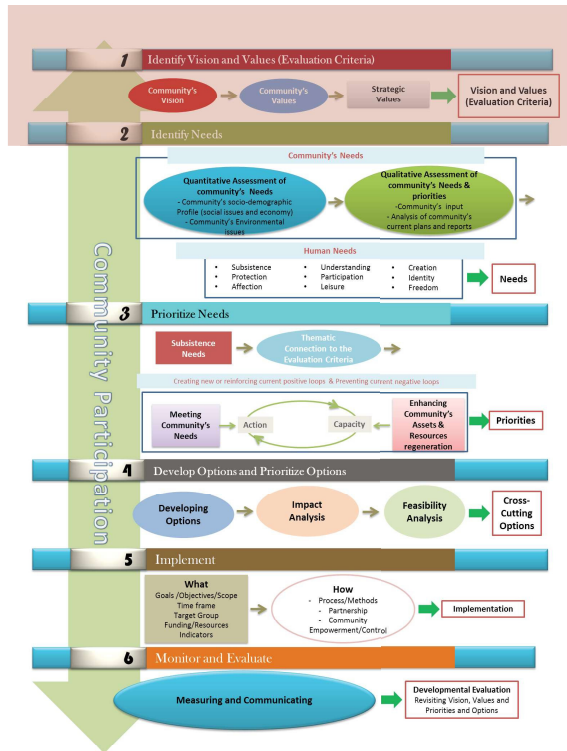 Community Participation
1 Identify Vision and Values (Evaluation Criteria)
Community's
Vision
Community's
Values
Strategic
Values
Vision and Values
(Evaluation Criteria)
2 Identify Needs
Community's Needs
Quantitative Assessment of
community's Needs
- Community's socio-demographic
Profile (social issues and economy)
- Community's Environmental
issues
Qualitative Assessment of
community's Needs &
priorities
-Community's input
- Analysis of community's
current plans and reports
Human Needs
• Subsistence
• Protection
• Affection
• Understanding
• Participation
• Leisure
• Creation
• Identity
• Freedom
Needs
3 Prioritize Needs
Subsistence
Needs
Thematic
Connection to the
Evaluation Criteria
Creating new or reinforcing current positive loops & Preventing current negative loops
Meeting
Community's
Needs
Action
Capacity
Enhancing
Community's
Assets &
Resources
regeneration
Priorities
4 Develop Options and Prioritize Options
Developing
Options
Impact
Analysis
Feasibility
Analysis
Cross-
Cutting
Options
5 Implement
What
Goals /Objectives/Scope
Time frame
Target Group
Funding/Resources
Indicators
How
- Process/Methods
- Partnership
- Community
Empowerment/Control
Implementation
6 Monitor and Evaluate
Measuring and Communicating
Developmental Evaluation
Revisiting Vision, Values and
Priorities and Options